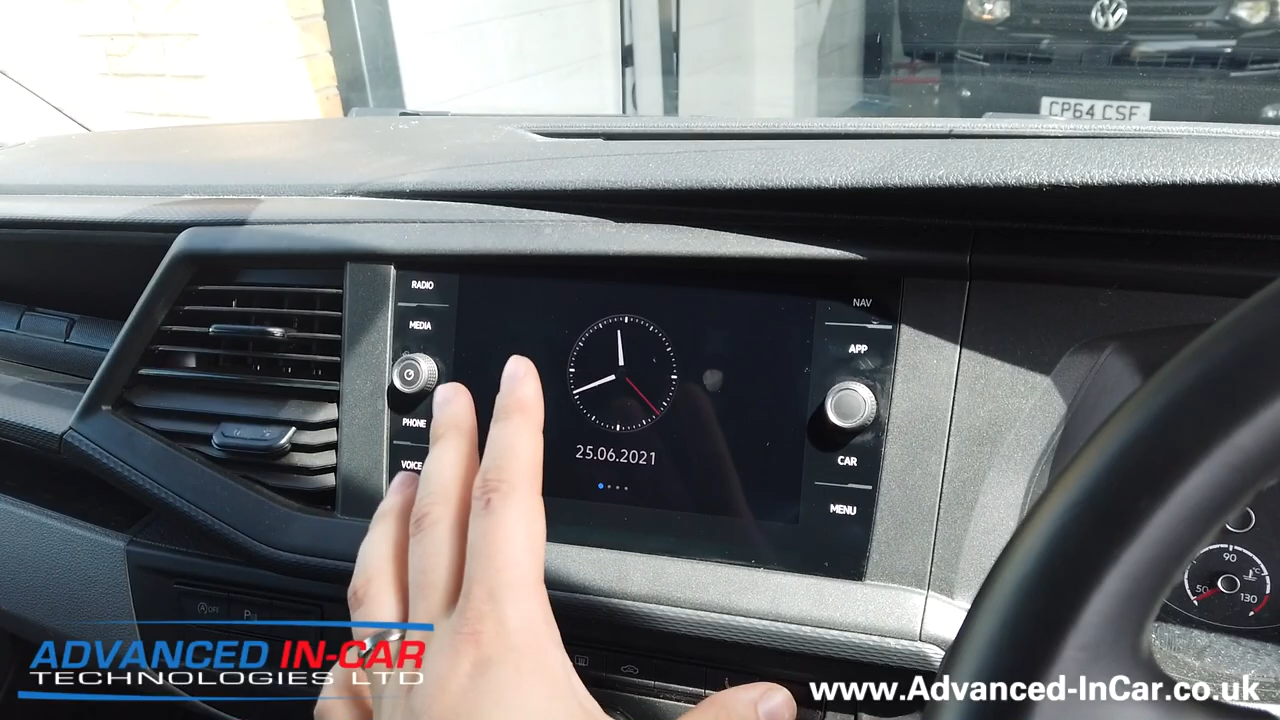 CP64 CSF
RADIO
MEDIA
PHONE
VOICE
25.06.2021
NAV
APP
CAR
MENU
OFF
90
50
130
ADVANCED IN-CAR
TECHNOLOGIES LTD
www.Advanced-InCar.co.uk